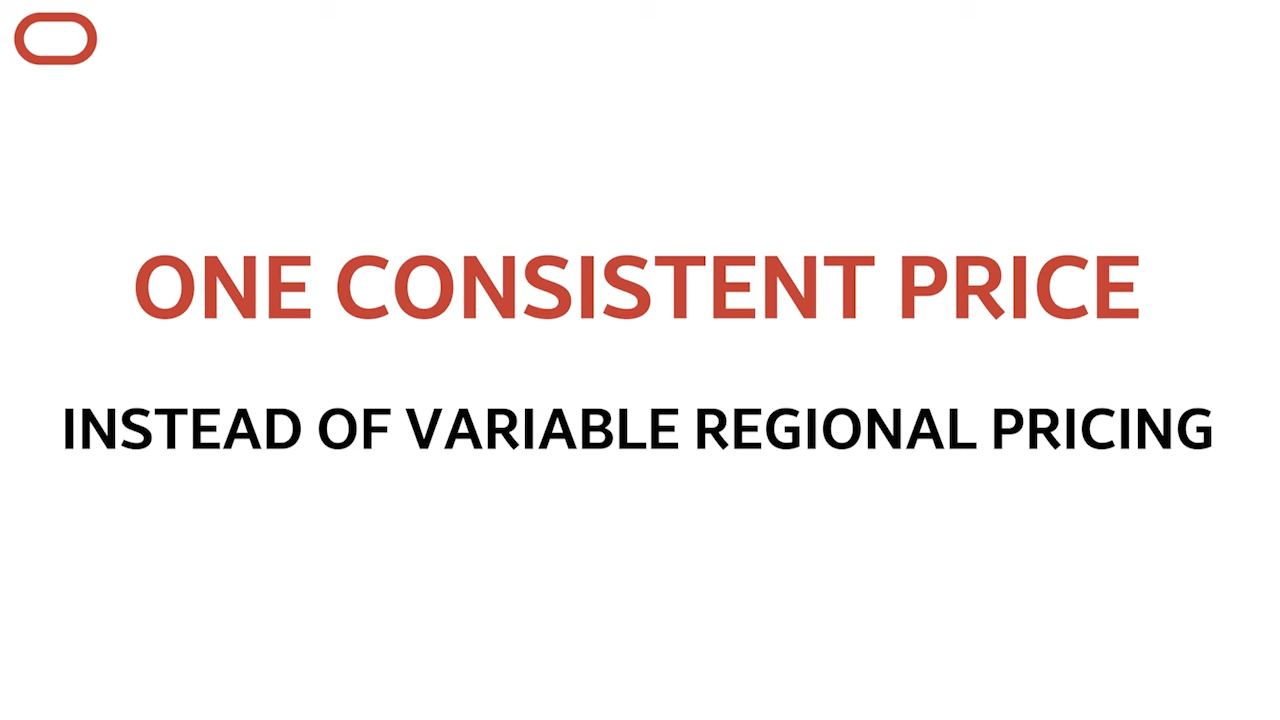 ONE CONSISTENT PRICE
INSTEAD OF VARIABLE REGIONAL PRICING